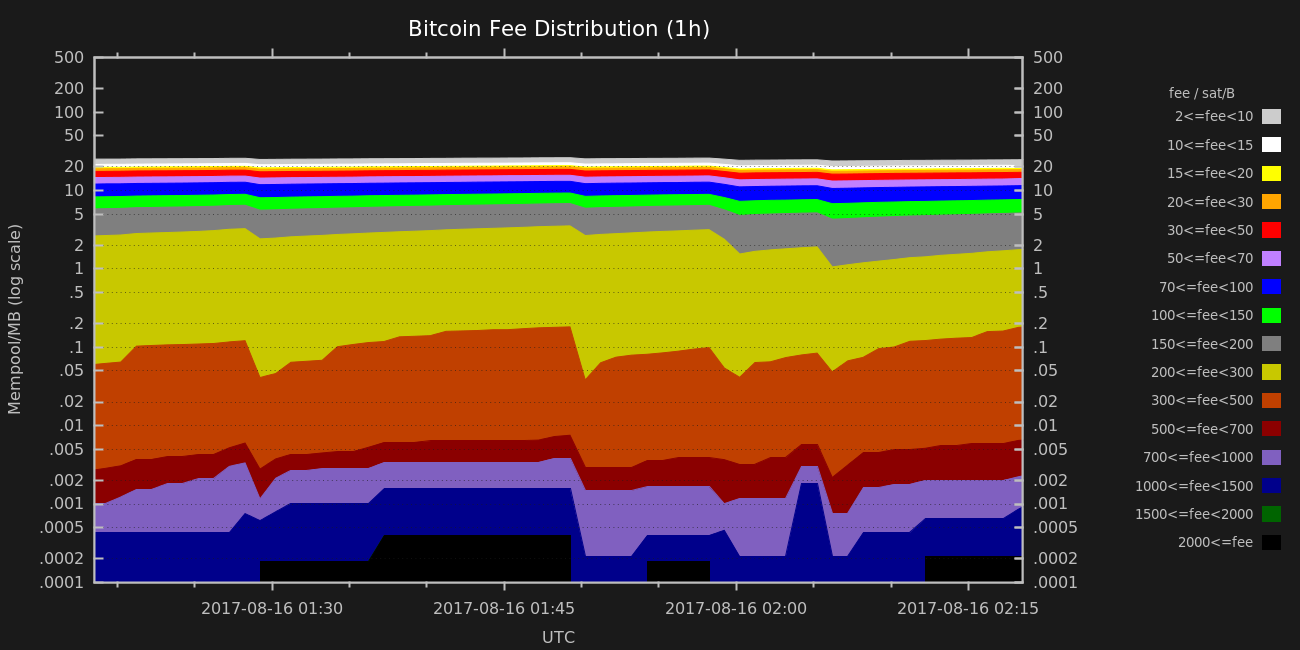 Bitcoin Fee Distribution (1h)
500
200
100
50
20
10
5
2
1
.5
.2
.1
.05
.02
.01
.005
.002
.001
.0005
.0002
.0001
Mempool/MB (log scale)
500
200
100
50
20
10
5
2
1
.5
.2
.1
.05
.02
.01
.005
.002
.001
.0005
.0002
.0001
2017-08-16 01:30
2017-08-16 01:45
2017-08-16 02:00
2017-08-16 02:15
UTC
fee / sat/B
2<=fee<10
10<=fee<15
15<=fee<20
20<=fee<30
30<=fee<50
50<=fee<70
70<=fee<100
100<=fee<150
150<=fee<200
200<=fee<300
300<=fee<500
500<=fee<700
700<=fee<1000
1000<=fee<1500
1500<=fee<2000
2000<=fee